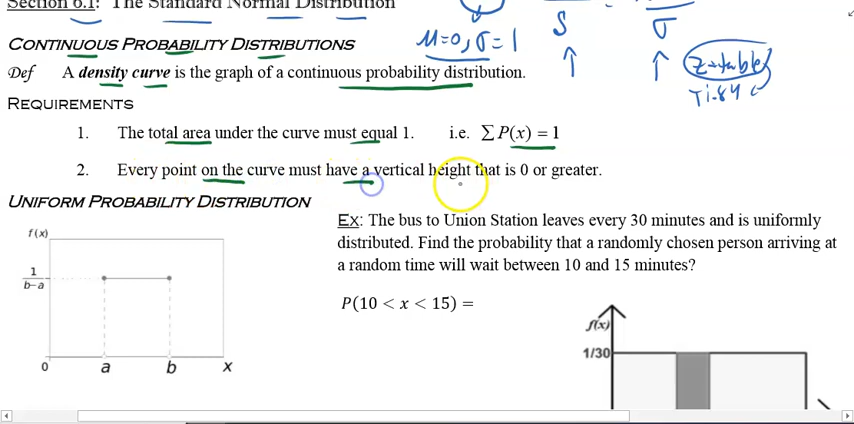 Section 6.1: The Standard Normal Distribution
S σ
CONTINUOUS PROBABILITY DISTRIBUTIONS
μ=0, σ=1
Def A density curve is the graph of a continuous probability distribution.
z-table
Ti-84
REQUIREMENTS
1. The total area under the curve must equal 1. i.e. ∑ P(x) = 1
2. Every point on the curve must have a vertical height that is 0 or greater.
UNIFORM PROBABILITY DISTRIBUTION
f(x)
1/(b-a)
0 a b x
EX: The bus to Union Station leaves every 30 minutes and is uniformly
distributed. Find the probability that a randomly chosen person arriving at
a random time will wait between 10 and 15 minutes?
P(10 < x < 15) =
f(x)
1/30